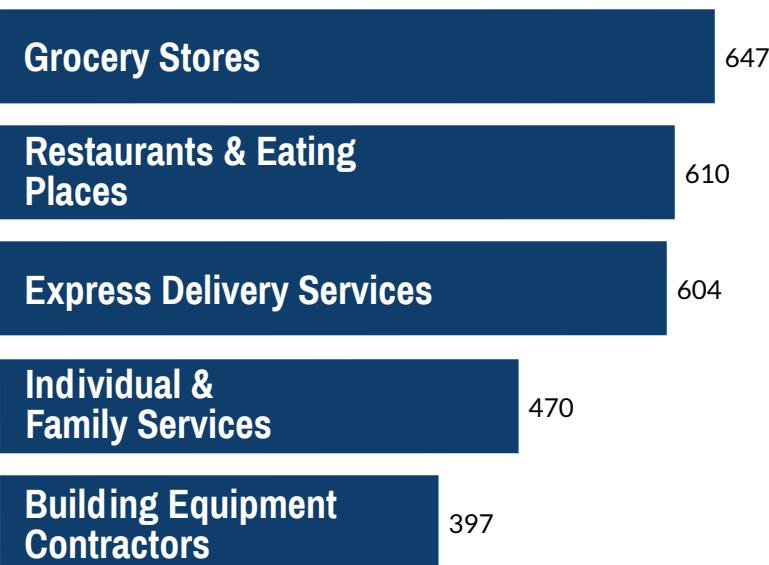 Grocery Stores
647
Restaurants & Eating
Places
610
Express Delivery Services
604
Individual &
Family Services
470
Building Equipment
Contractors
397